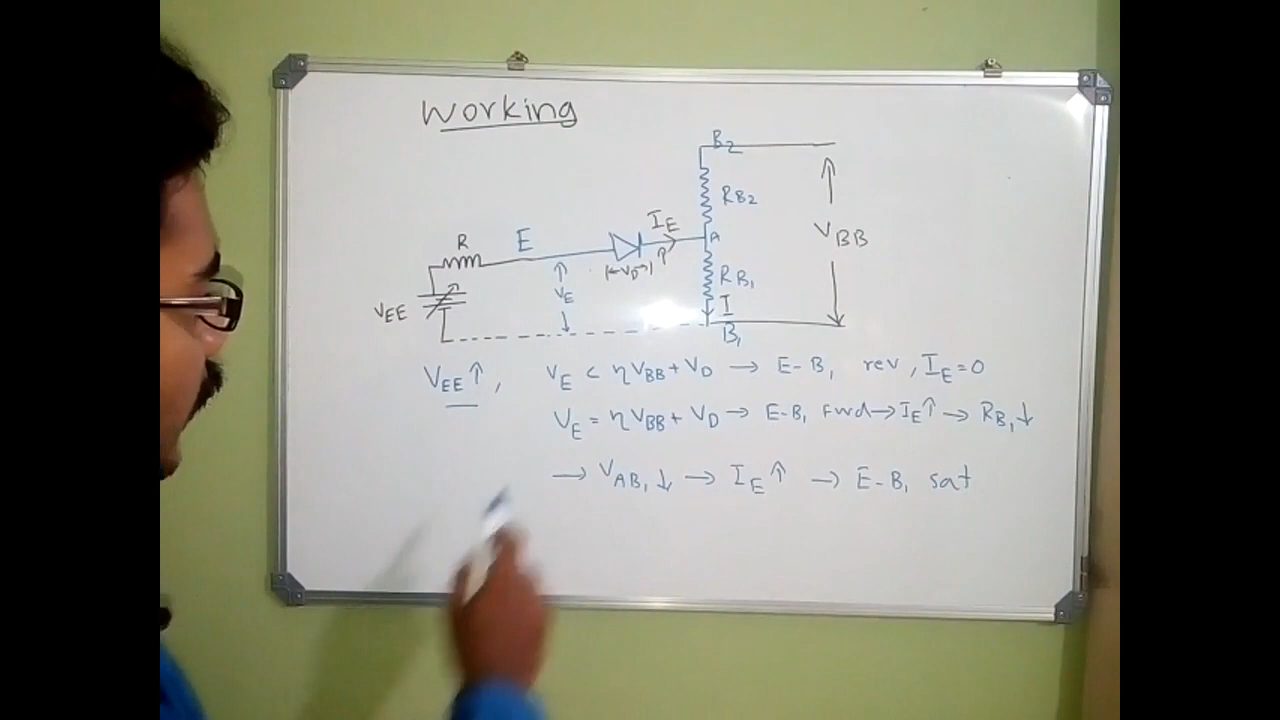 Working
B2
RB2
IE
R
E
A
VBB
|←VD→|
RB1
VE
I
VEE
B1
VEE↑, VE < ηVBB + VD → E-B1 rev, IE = 0
VE = ηVBB + VD → E-B1 fwd → IE↑ → RB1↓
→ VAB1↓ → IE↑ → E-B1 sat